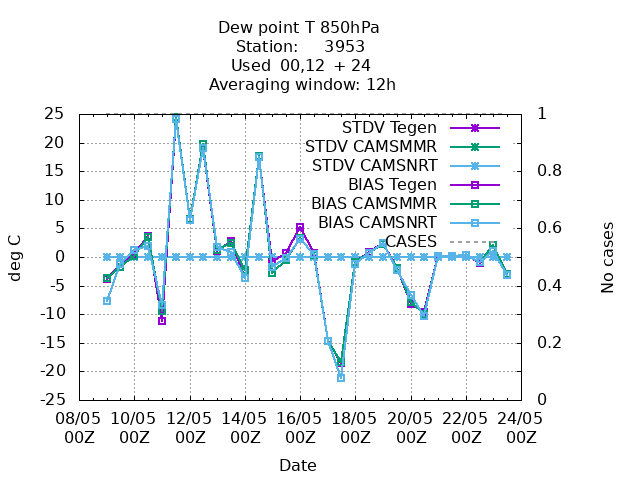 Dew point T 850hPa
Station: 3953
Used 00,12 + 24
Averaging window: 12h
25 1
STDV Tegen
20
STDV CAMSMMR
STDV CAMSNRT
15 0.8
BIAS Tegen
10
BIAS CAMSMMR
BIAS CAMSNRT
5 0.6
CASES
0
deg C
No cases
-5 0.4
-10
-15 0.2
-20
-25 0
08/05 10/05 12/05 14/05 16/05 18/05 20/05 22/05 24/05
00Z 00Z 00Z 00Z 00Z 00Z 00Z 00Z 00Z
Date